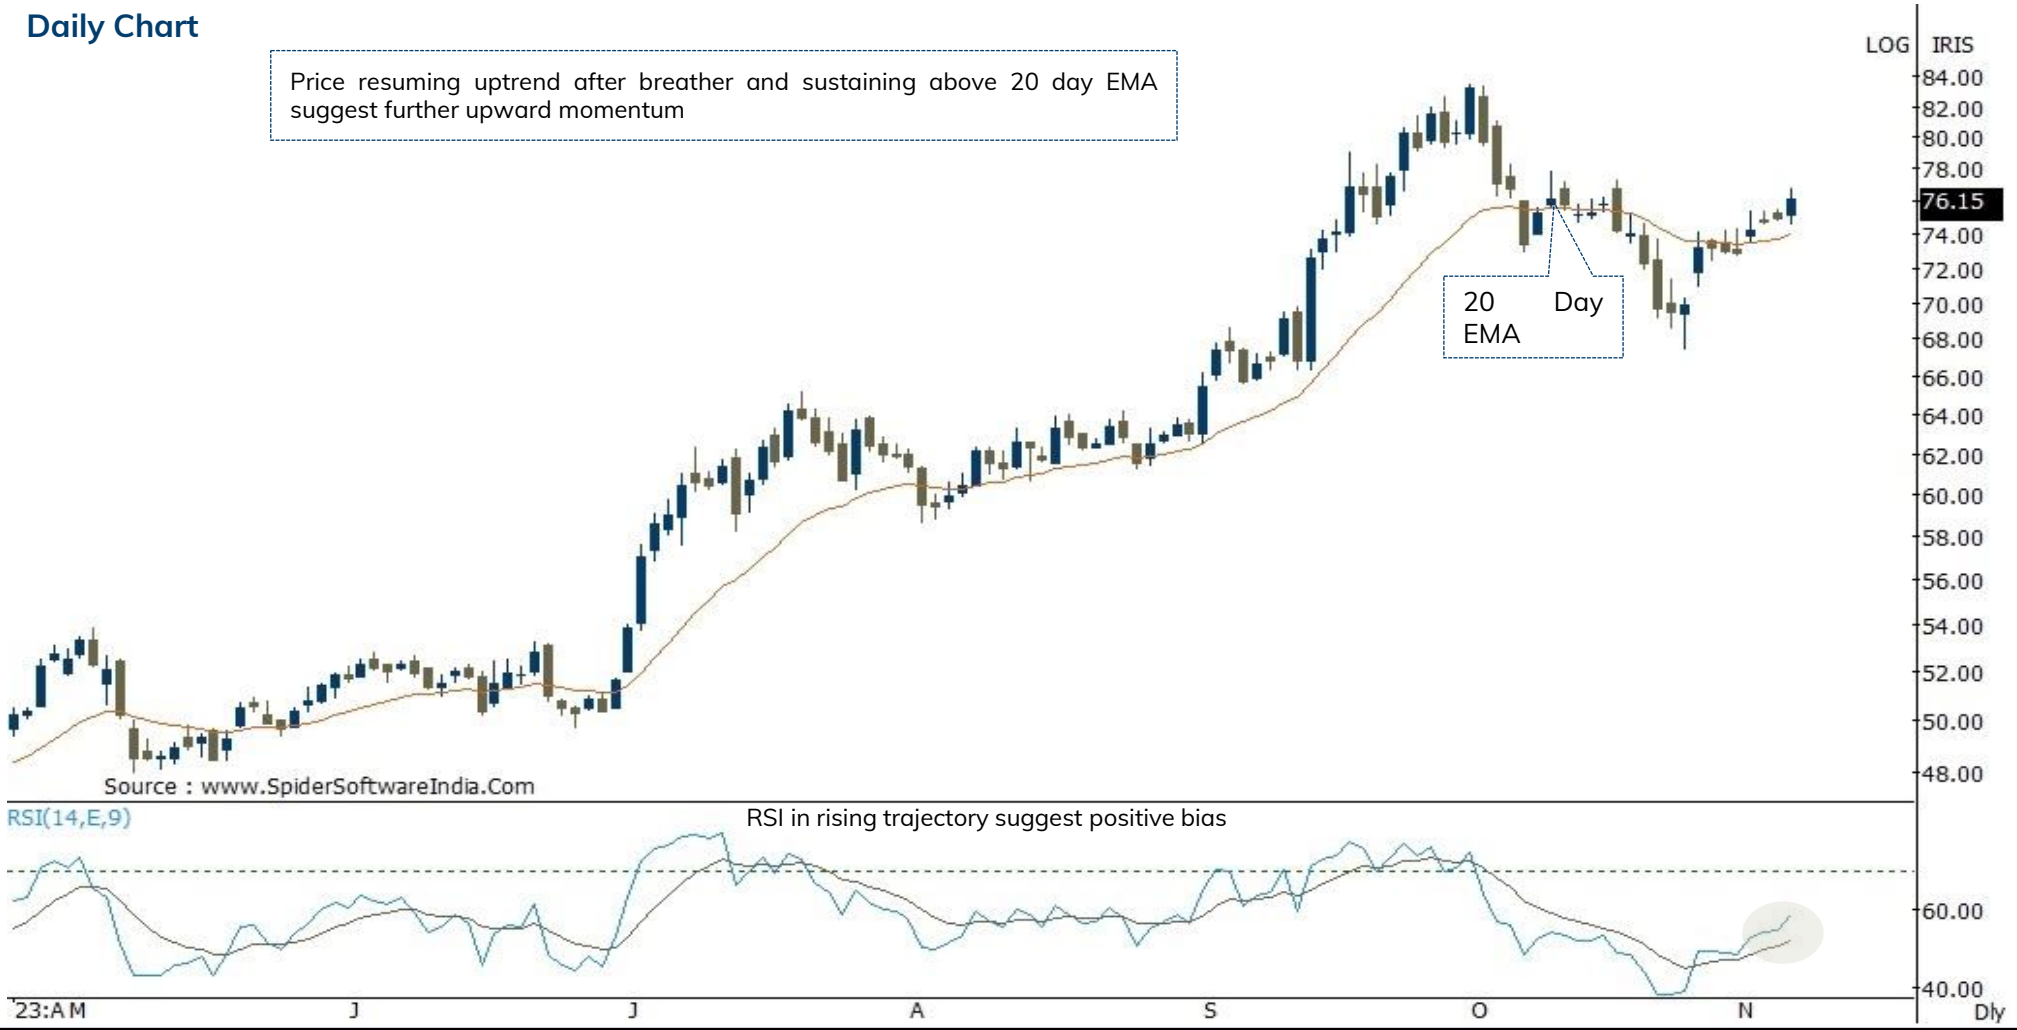 Daily Chart
LOG IRIS
Price resuming uptrend after breather and sustaining above 20 day EMA
suggest further upward momentum
84.00
82.00
80.00
78.00
76.15
74.00
72.00
70.00
68.00
66.00
64.00
62.00
60.00
58.00
56.00
54.00
52.00
50.00
48.00
20 Day
EMA
Source : www.SpiderSoftwareIndia.Com
RSI(14,E,9)
RSI in rising trajectory suggest positive bias
60.00
40.00
'23:AM J J A S O N Dly